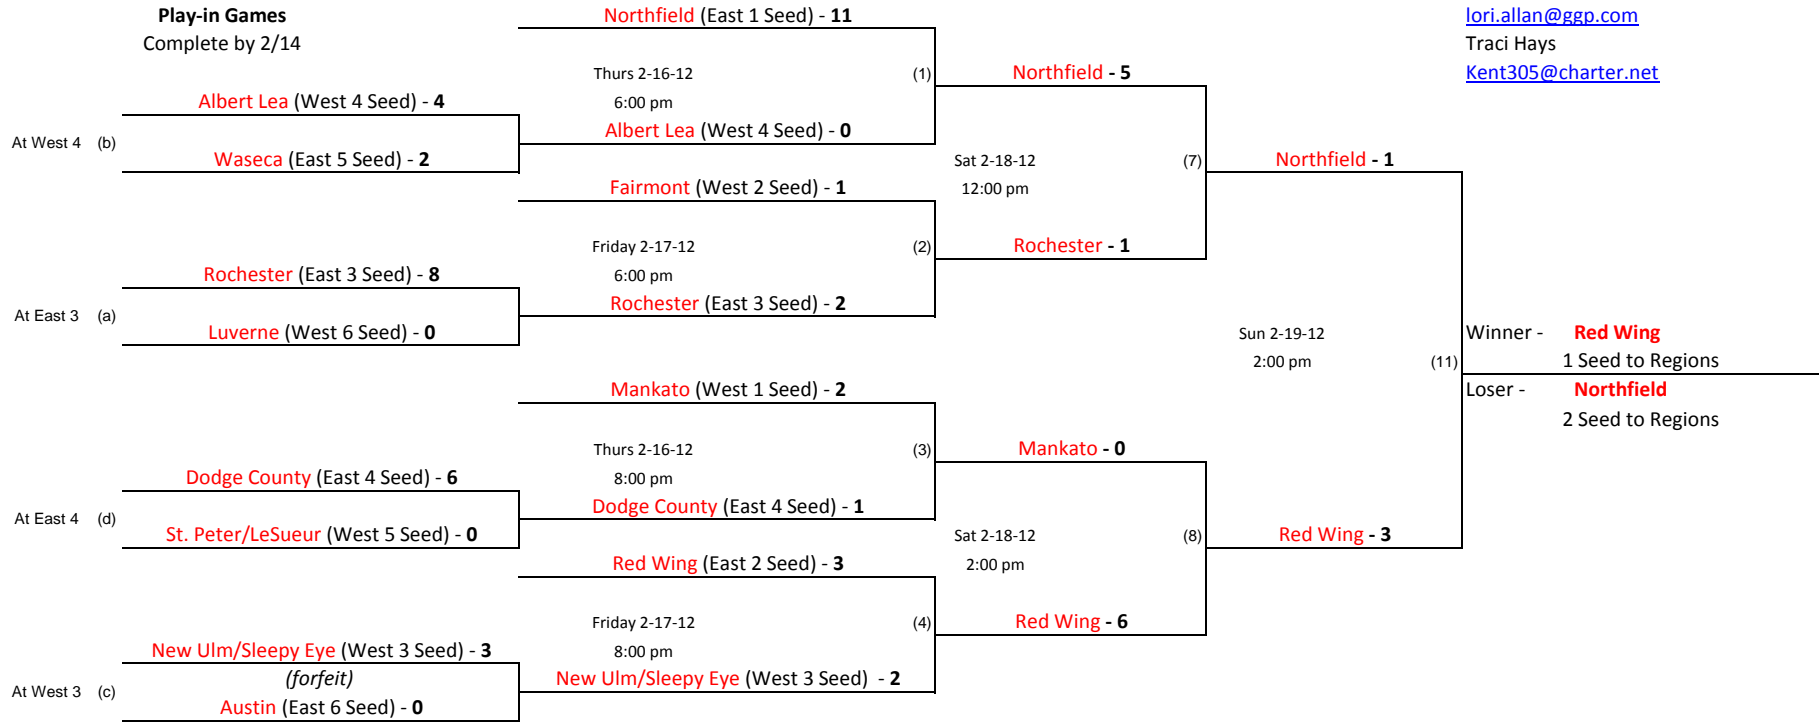 Play-in Games
Northfield (East 1 Seed) - 11
lori.allan@ggp.com
Complete by 2/14
Traci Hays
Thurs 2-16-12
(1)
Northfield - 5
Kent305@charter.net
Albert Lea (West 4 Seed) - 4
6:00 pm
Albert Lea (West 4 Seed) - 0
At West 4 (b)
Waseca (East 5 Seed) - 2
Sat 2-18-12
(7)
Northfield - 1
Fairmont (West 2 Seed) - 1
12:00 pm
Friday 2-17-12
(2)
Rochester - 1
Rochester (East 3 Seed) - 8
6:00 pm
Rochester (East 3 Seed) - 2
At East 3 (a)
Luverne (West 6 Seed) - 0
Sun 2-19-12
Winner - Red Wing
2:00 pm
(11)
1 Seed to Regions
Mankato (West 1 Seed) - 2
Loser - Northfield
2 Seed to Regions
Thurs 2-16-12
(3)
Mankato - 0
Dodge County (East 4 Seed) - 6
8:00 pm
Dodge County (East 4 Seed) - 1
At East 4 (d)
St. Peter/LeSueur (West 5 Seed) - 0
Sat 2-18-12
(8)
Red Wing - 3
Red Wing (East 2 Seed) - 3
2:00 pm
Friday 2-17-12
(4)
Red Wing - 6
New Ulm/Sleepy Eye (West 3 Seed) - 3
8:00 pm
(forfeit)
New Ulm/Sleepy Eye (West 3 Seed) - 2
At West 3 (c)
Austin (East 6 Seed) - 0